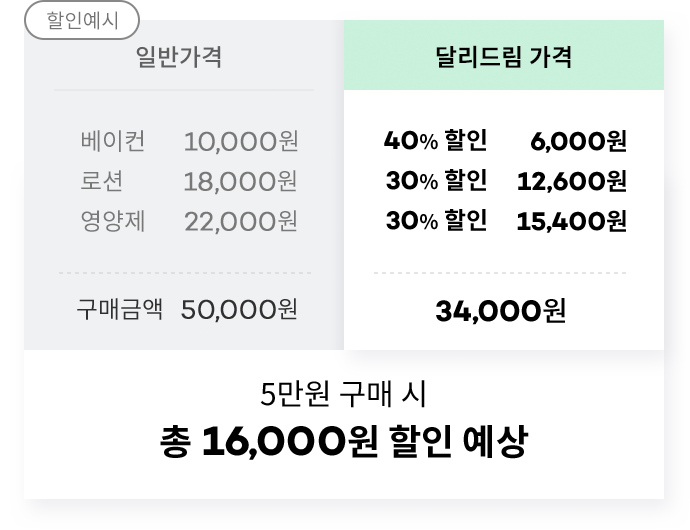 할인예시
일반가격 달리드림 가격
베이컨 10,000원 40% 할인 6,000원
로션 18,000원 30% 할인 12,600원
영양제 22,000원 30% 할인 15,400원
구매금액 50,000원 34,000원
5만원 구매 시
총 16,000원 할인 예상